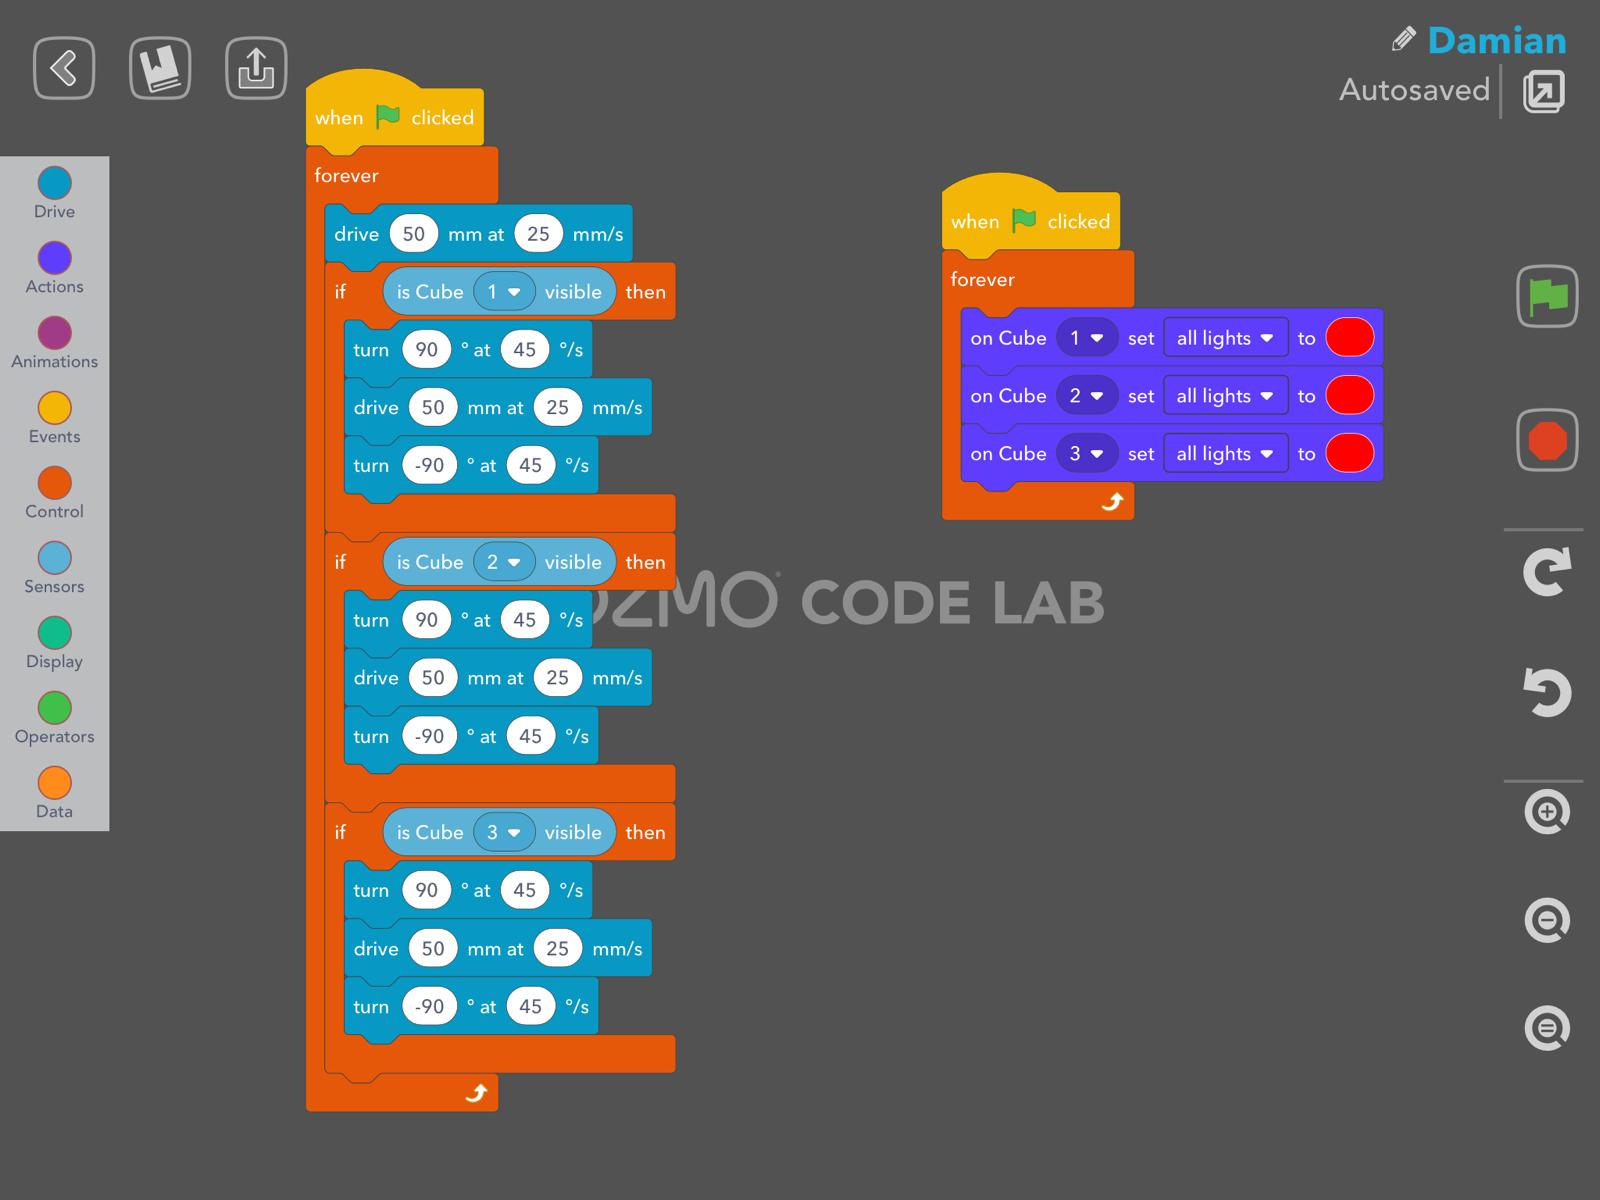 Damian
Autosaved
Drive
Actions
Animations
Events
Control
Sensors
Display
Operators
Data
when clicked
forever
drive 50 mm at 25 mm/s
if is Cube 1 visible then
turn 90 ° at 45 °/s
drive 50 mm at 25 mm/s
turn -90 ° at 45 °/s
if is Cube 2 visible then
turn 90 ° at 45 °/s
drive 50 mm at 25 mm/s
turn -90 ° at 45 °/s
if is Cube 3 visible then
turn 90 ° at 45 °/s
drive 50 mm at 25 mm/s
turn -90 ° at 45 °/s
when clicked
forever
on Cube 1 set all lights to
on Cube 2 set all lights to
on Cube 3 set all lights to
OZMO CODE LAB